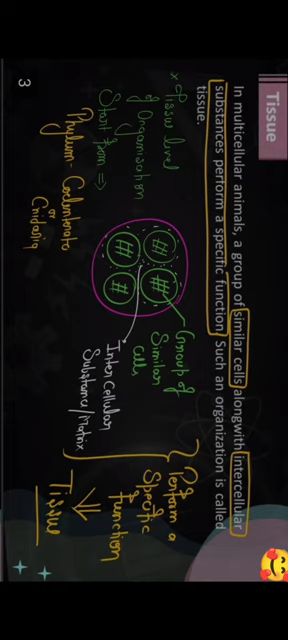 Tissue
In multicellular animals, a group of similar cells alongwith intercellular
substances perform a specific function. Such an organization is called
tissue.
* Tissue level
of Organisation
Start from ⇒
Phylum - Coelenterata
or
Cnidaria
Group of
Similar
Cells
InterCellular
Substance/Matrix
Perform a
Specific
function
Tissue
3